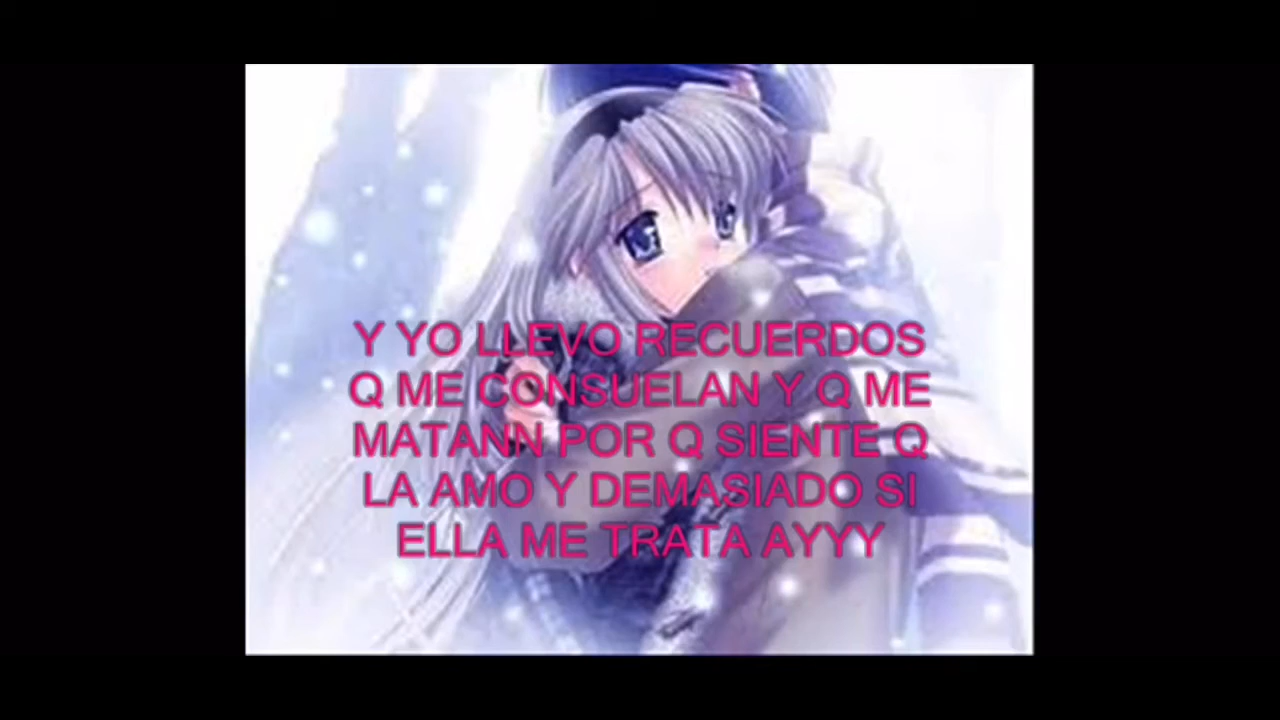 Y YO LLEVO RECUERDOS
Q ME CONSUELAN Y Q ME
MATANN POR Q SIENTE Q
LA AMO Y DEMASIADO SI
ELLA ME TRATA AYYY